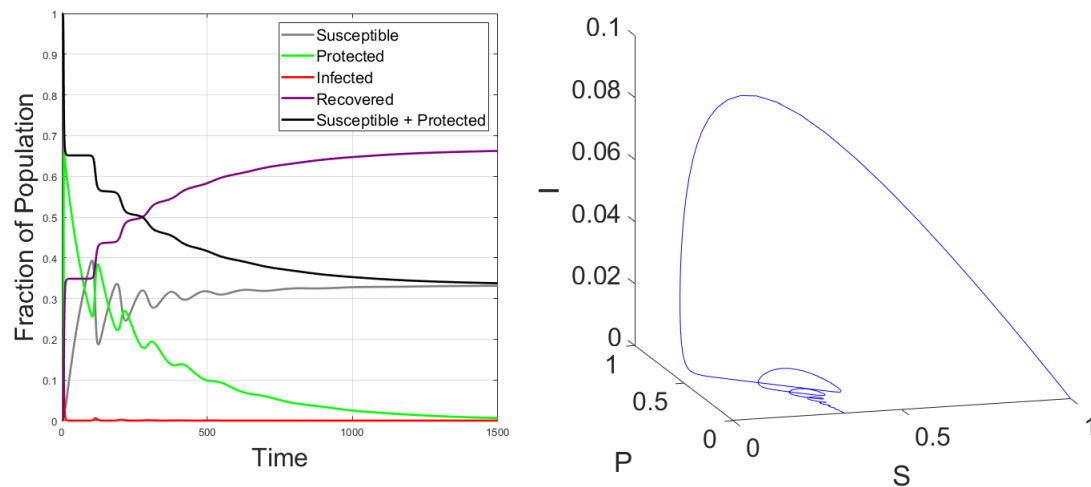 1
0.9
0.8
0.7
0.6
0.5
0.4
0.3
0.2
0.1
0
Fraction of Population
Susceptible
Protected
Infected
Recovered
Susceptible + Protected
0 500 1000 1500
Time
0.1
0.08
0.06
0.04
0.02
0
I
1
0.5
0
P
0
0.5
1
S